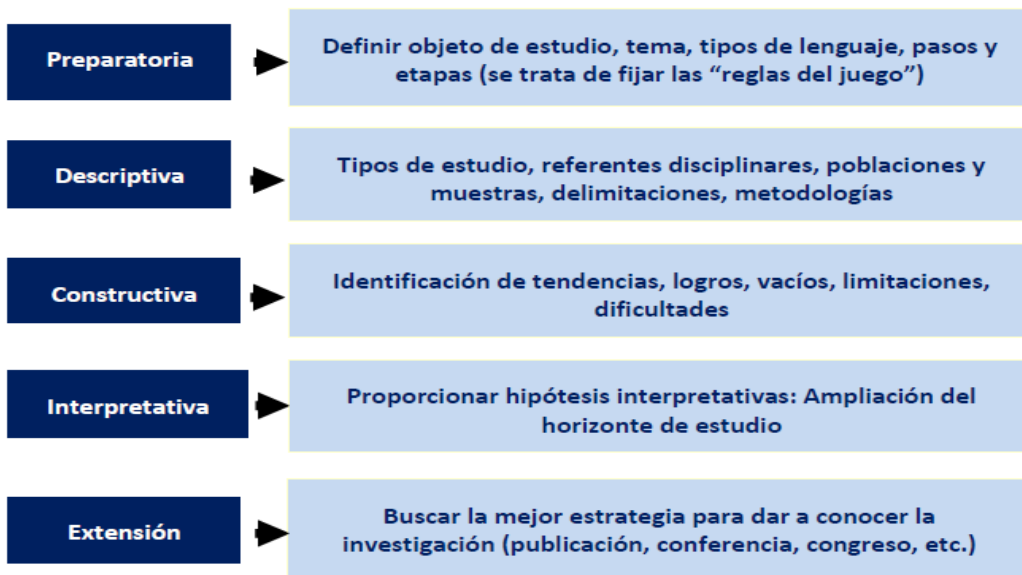 Preparatoria
Definir objeto de estudio, tema, tipos de lenguaje, pasos y
etapas (se trata de fijar las “reglas del juego”)
Descriptiva
Tipos de estudio, referentes disciplinares, poblaciones y
muestras, delimitaciones, metodologías
Constructiva
Identificación de tendencias, logros, vacíos, limitaciones,
dificultades
Interpretativa
Proporcionar hipótesis interpretativas: Ampliación del
horizonte de estudio
Extensión
Buscar la mejor estrategia para dar a conocer la
investigación (publicación, conferencia, congreso, etc.)